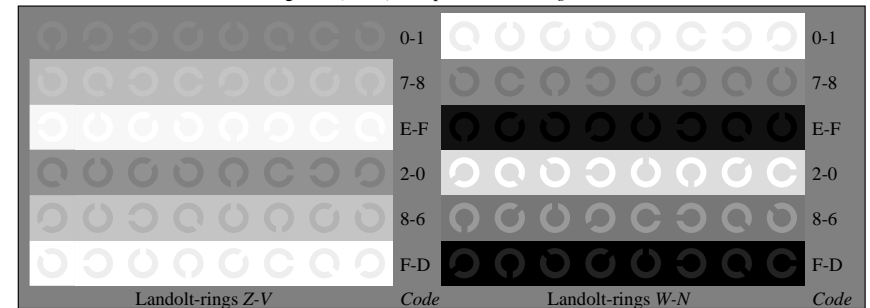 0-1 0-1
7-8 7-8
E-F E-F
2-0 2-0
8-6 8-6
F-D F-D
Landolt-rings Z-V Code Landolt-rings W-N Code